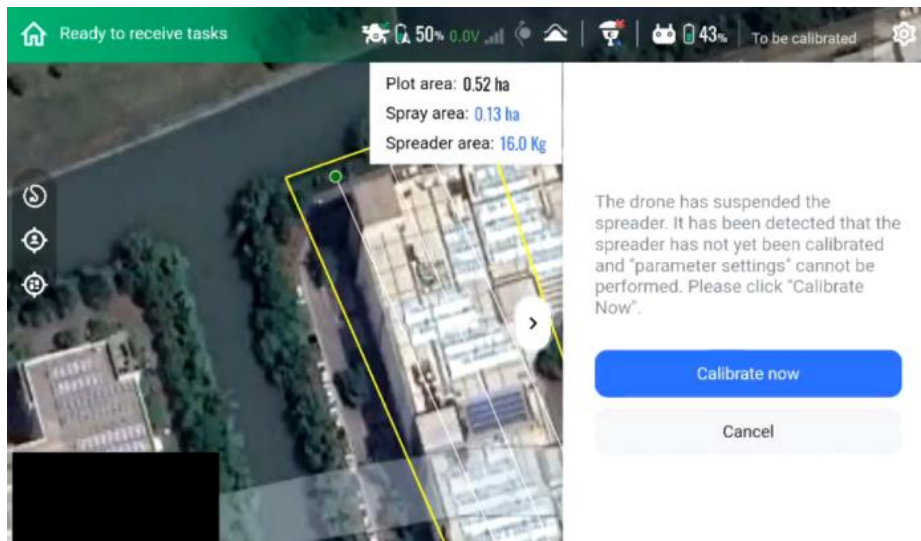 Ready to receive tasks
50% 0.0V
43%
To be calibrated
Plot area: 0.52 ha
Spray area: 0.13 ha
Spreader area: 16.0 Kg
The drone has suspended the
spreader. It has been detected that the
spreader has not yet been calibrated
and "parameter settings" cannot be
performed. Please click "Calibrate
Now".
Calibrate now
Cancel